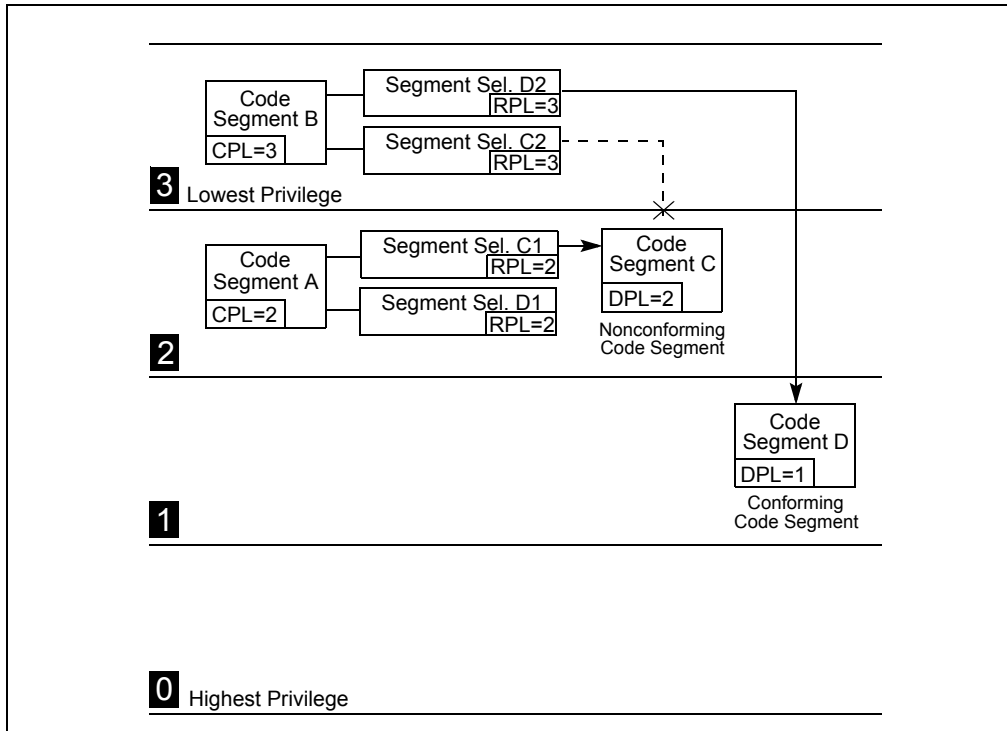 Code
Segment B
CPL=3
Segment Sel. D2
RPL=3
Segment Sel. C2
RPL=3
3 Lowest Privilege
Code
Segment A
CPL=2
Segment Sel. C1
RPL=2
Segment Sel. D1
RPL=2
Code
Segment C
DPL=2
Nonconforming
Code Segment
2
Code
Segment D
DPL=1
Conforming
Code Segment
1
0 Highest Privilege